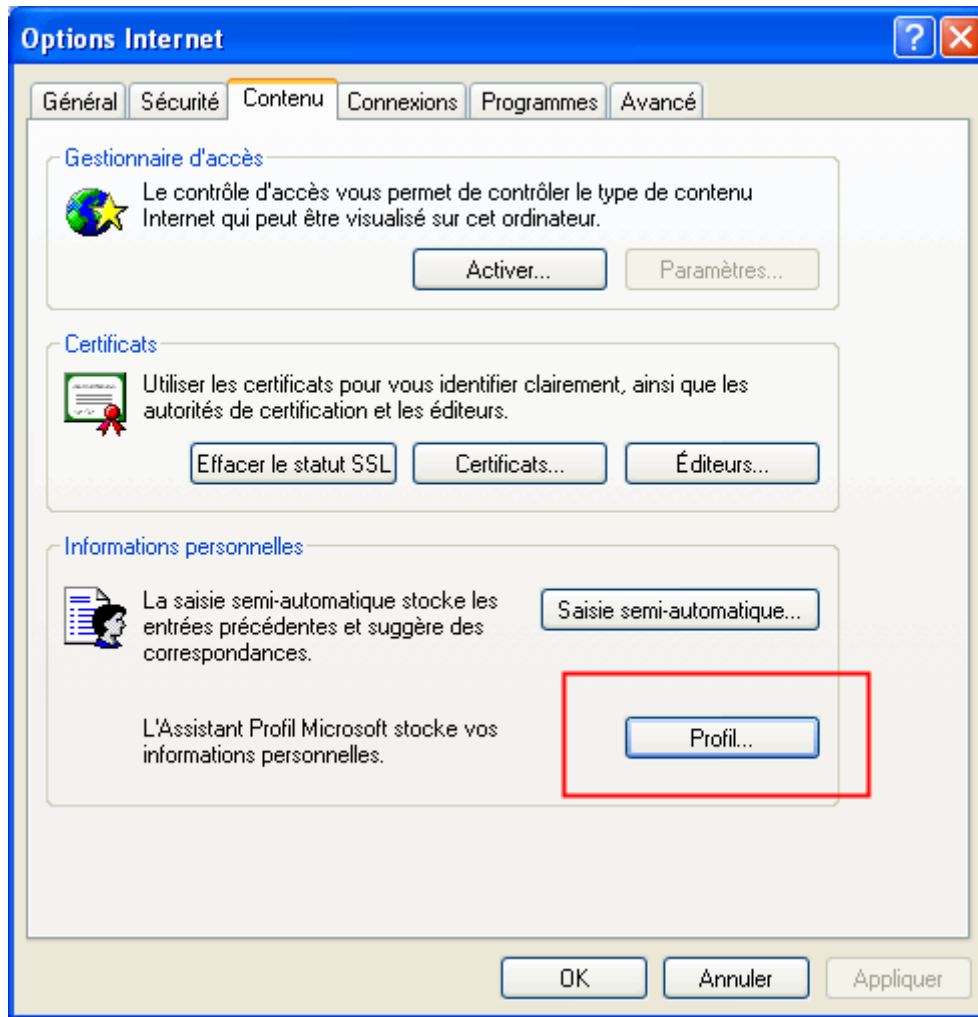 Options Internet
Général Sécurité Contenu Connexions Programmes Avancé
Gestionnaire d'accès
Le contrôle d'accès vous permet de contrôler le type de contenu
Internet qui peut être visualisé sur cet ordinateur.
Activer... Paramètres...
Certificats
Utiliser les certificats pour vous identifier clairement, ainsi que les
autorités de certification et les éditeurs.
Effacer le statut SSL Certificats... Éditeurs...
Informations personnelles
La saisie semi-automatique stocke les
entrées précédentes et suggère des
correspondances.
Saisie semi-automatique...
L'Assistant Profil Microsoft stocke vos
informations personnelles.
Profil...
OK Annuler Appliquer